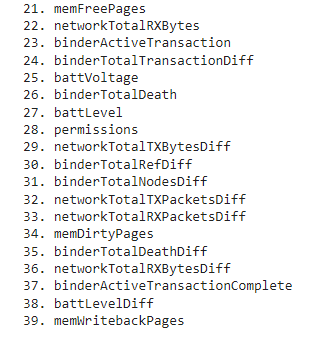 21. memFreePages
22. networkTotalRXBytes
23. binderActiveTransaction
24. binderTotalTransactionDiff
25. battVoltage
26. binderTotalDeath
27. battLevel
28. permissions
29. networkTotalTXBytesDiff
30. binderTotalRefDiff
31. binderTotalNodesDiff
32. networkTotalTXPacketsDiff
33. networkTotalRXPacketsDiff
34. memDirtyPages
35. binderTotalDeathDiff
36. networkTotalRXBytesDiff
37. binderActiveTransactionComplete
38. battLevelDiff
39. memWritebackPages